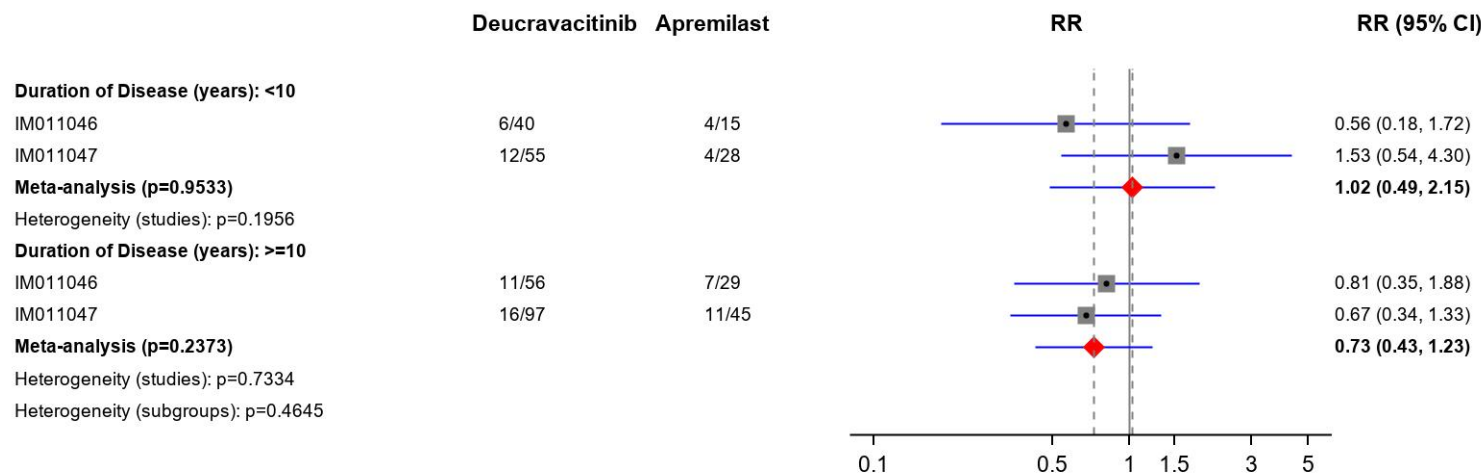 Deucravacitinib Apremilast RR RR (95% CI)
Duration of Disease (years): <10
IM011046 6/40 4/15 0.56 (0.18, 1.72)
IM011047 12/55 4/28 1.53 (0.54, 4.30)
Meta-analysis (p=0.9533) 1.02 (0.49, 2.15)
Heterogeneity (studies): p=0.1956
Duration of Disease (years): >=10
IM011046 11/56 7/29 0.81 (0.35, 1.88)
IM011047 16/97 11/45 0.67 (0.34, 1.33)
Meta-analysis (p=0.2373) 0.73 (0.43, 1.23)
Heterogeneity (studies): p=0.7334
Heterogeneity (subgroups): p=0.4645
0.1 0.5 1 1.5 3 5